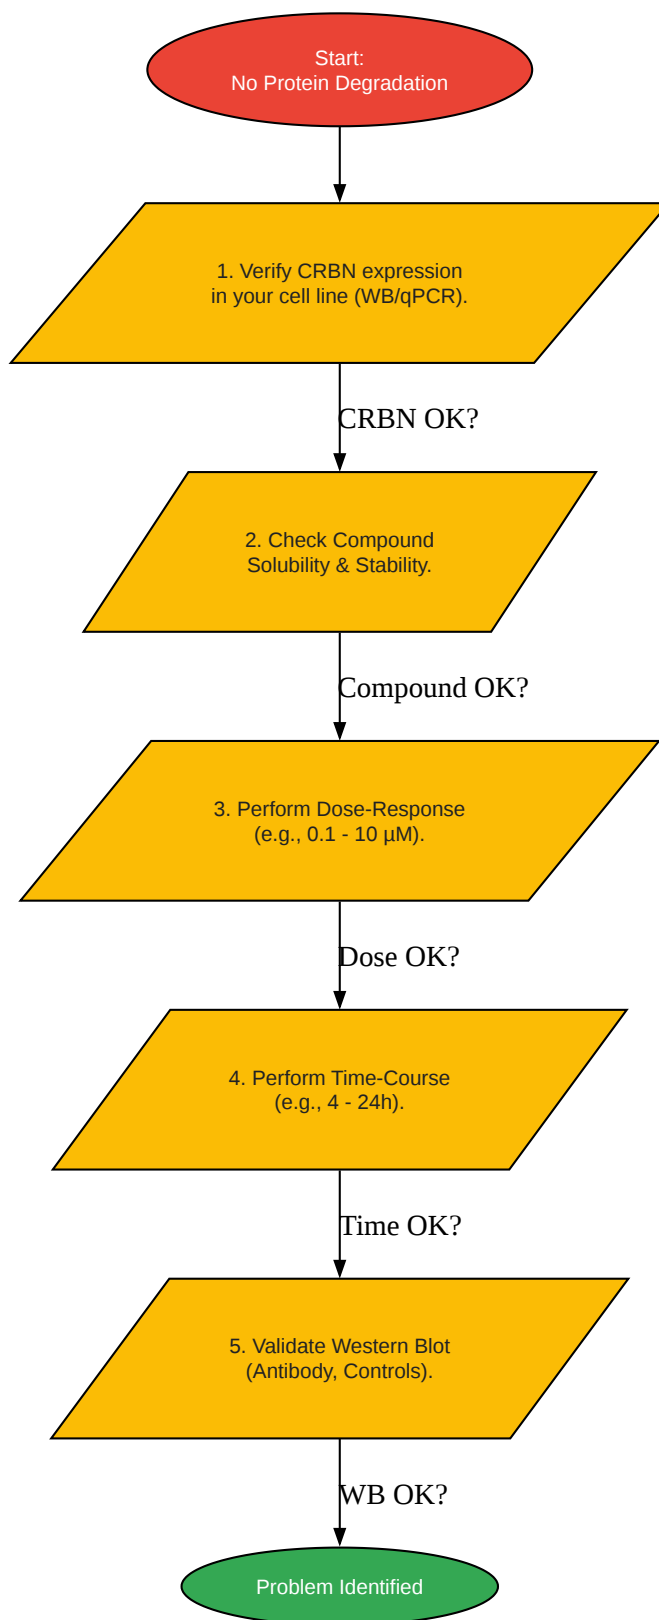 Start:
No Protein Degradation
1. Verify CRBN expression
in your cell line (WB/qPCR).
CRBN OK?
2. Check Compound
Solubility & Stability.
Compound OK?
3. Perform Dose-Response
(e.g., 0.1 - 10 µM).
Dose OK?
4. Perform Time-Course
(e.g., 4 - 24h).
Time OK?
5. Validate Western Blot
(Antibody, Controls).
WB OK?
Problem Identified